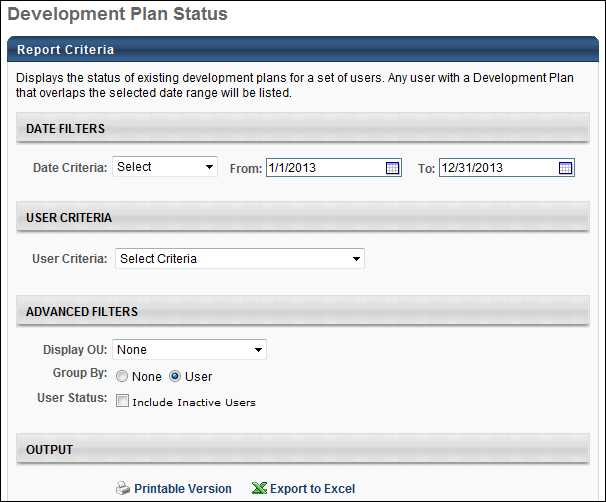 Development Plan Status
Report Criteria
Displays the status of existing development plans for a set of users. Any user with a Development Plan
that overlaps the selected date range will be listed.
DATE FILTERS
Date Criteria: Select From: 1/1/2013 To: 12/31/2013
USER CRITERIA
User Criteria: Select Criteria
ADVANCED FILTERS
Display OU: None
Group By: None User
User Status: Include Inactive Users
OUTPUT
Printable Version Export to Excel